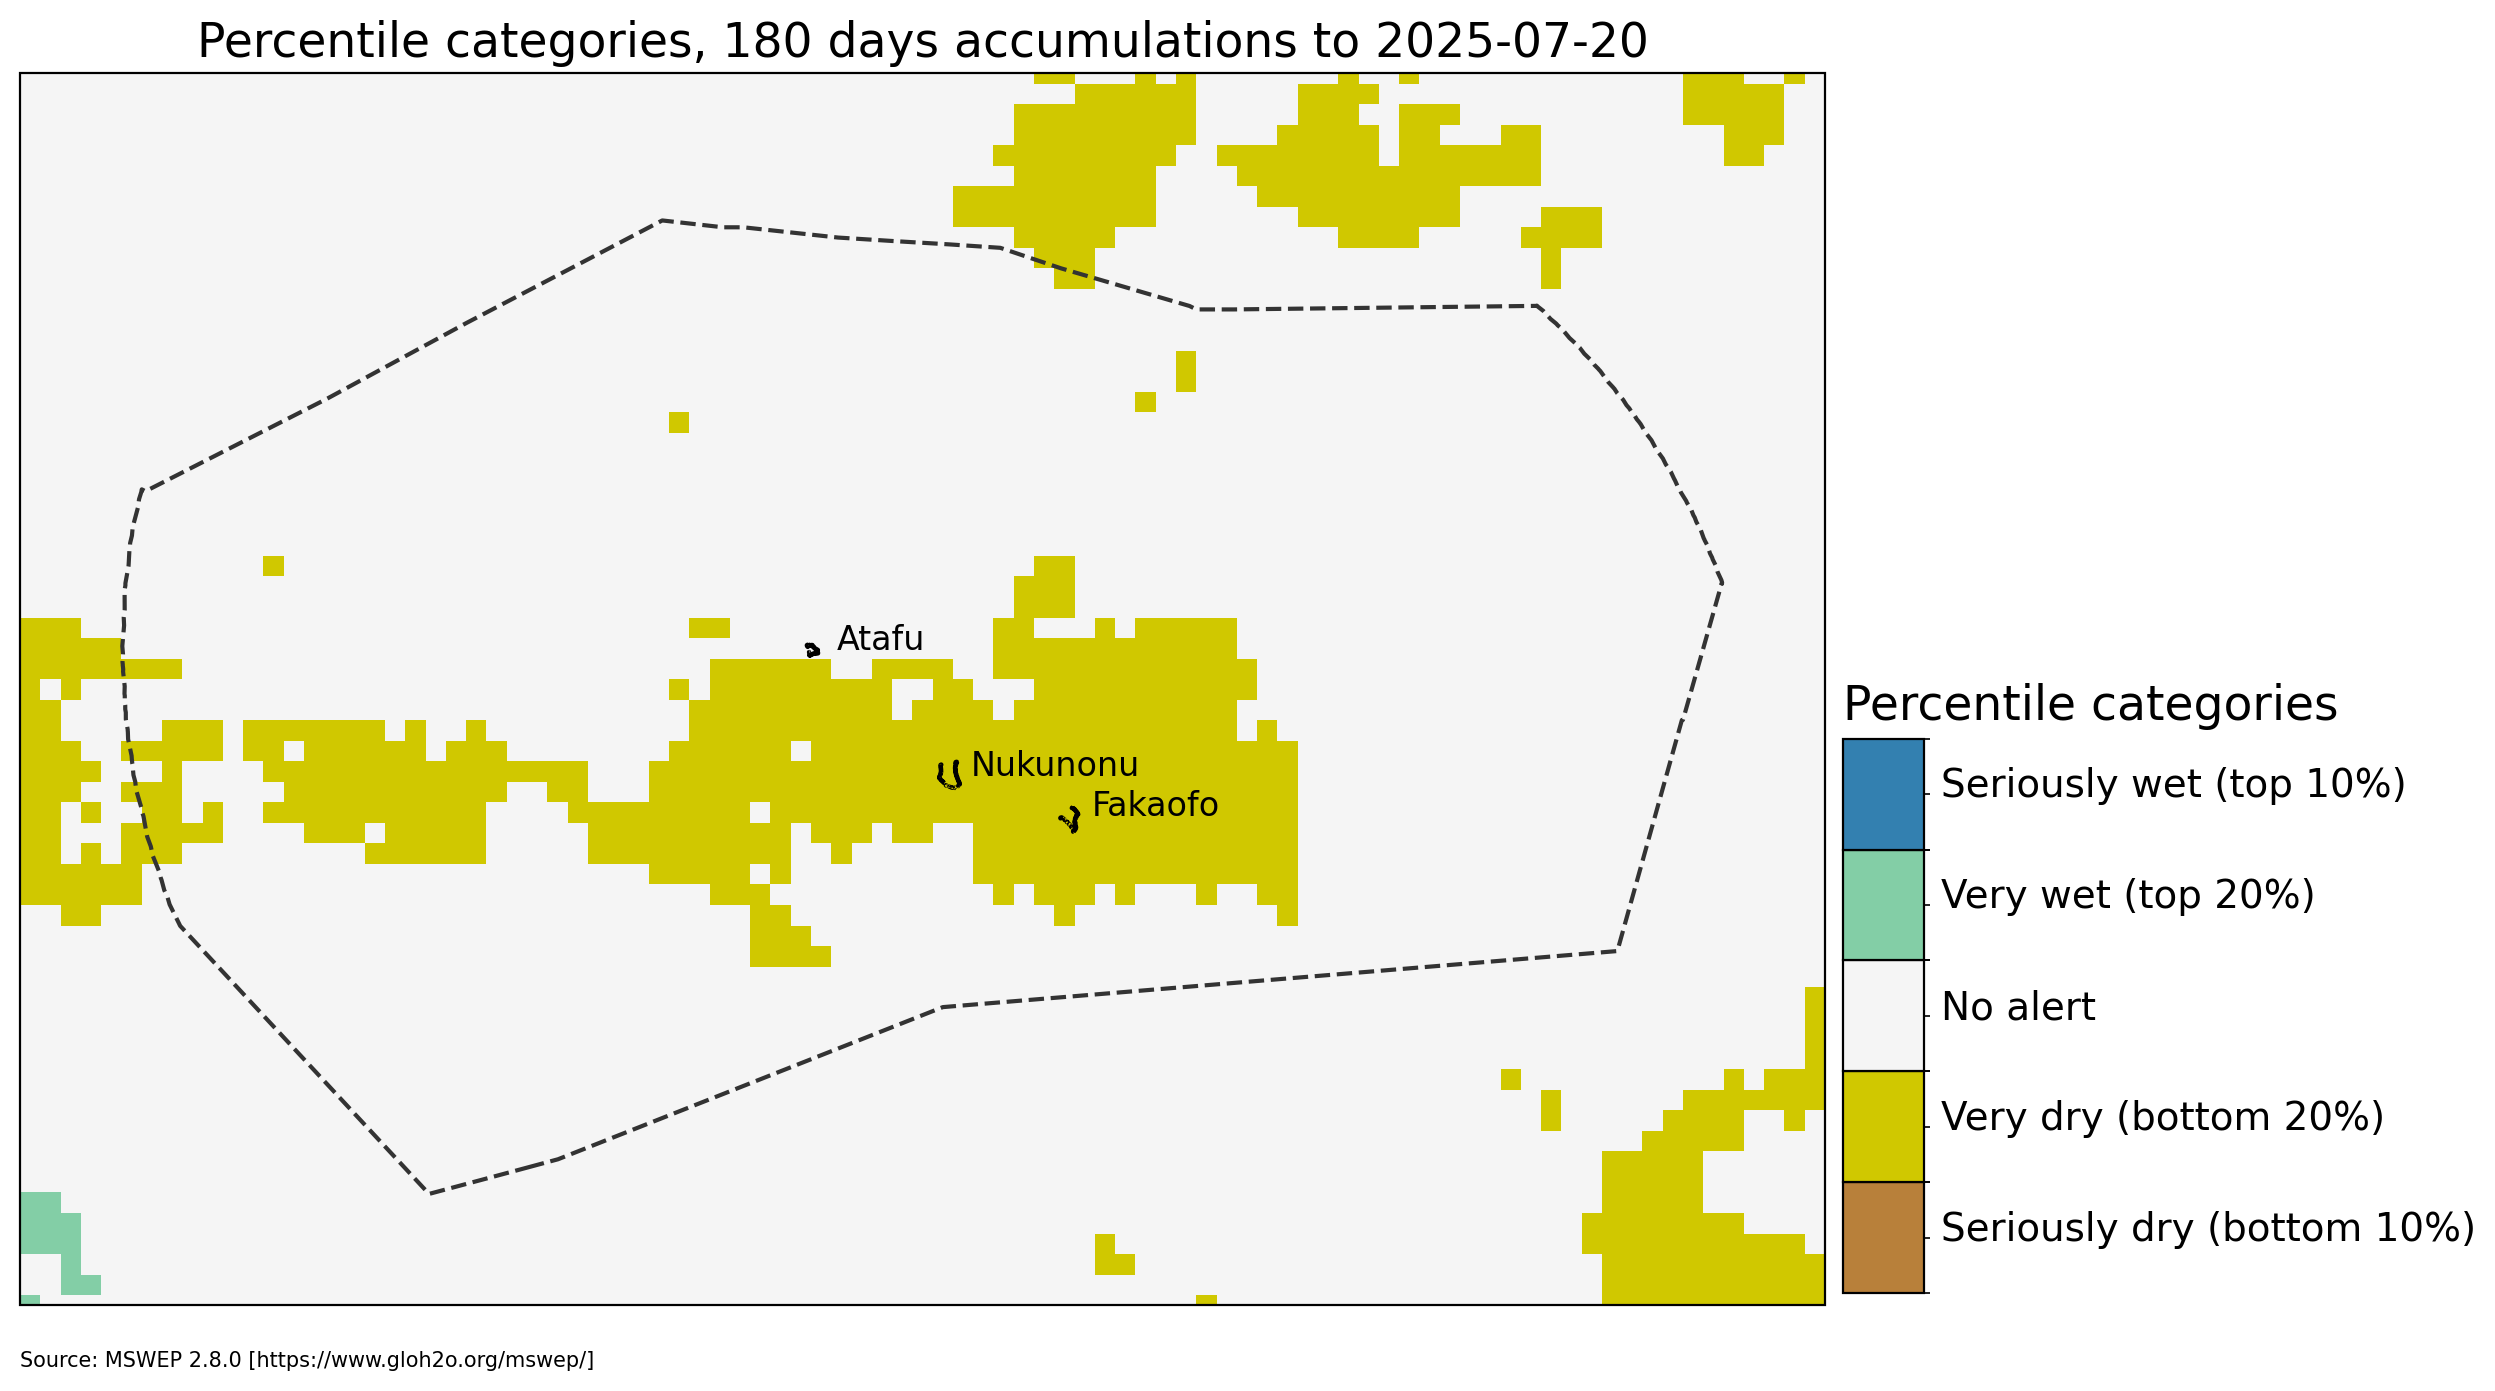 Percentile categories, 180 days accumulations to 2025-07-20
Atafu
Nukunonu
Fakaofo
Percentile categories
Seriously wet (top 10%)
Very wet (top 20%)
No alert
Very dry (bottom 20%)
Seriously dry (bottom 10%)
Source: MSWEP 2.8.0 [https://www.gloh2o.org/mswep/]